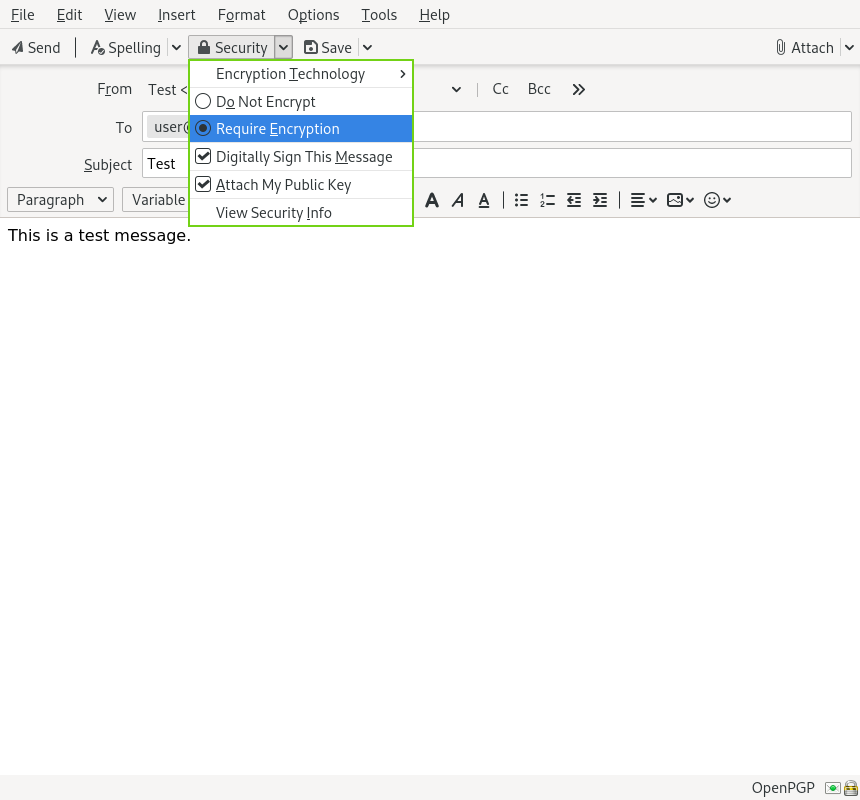 File Edit View Insert Format Options Tools Help
Send Spelling Security Save Attach
Encryption Technology
From Test < Cc Bcc
Do Not Encrypt
To user@
Require Encryption
Subject Test
Digitally Sign This Message
Attach My Public Key
Paragraph Variable
View Security Info
This is a test message.
OpenPGP